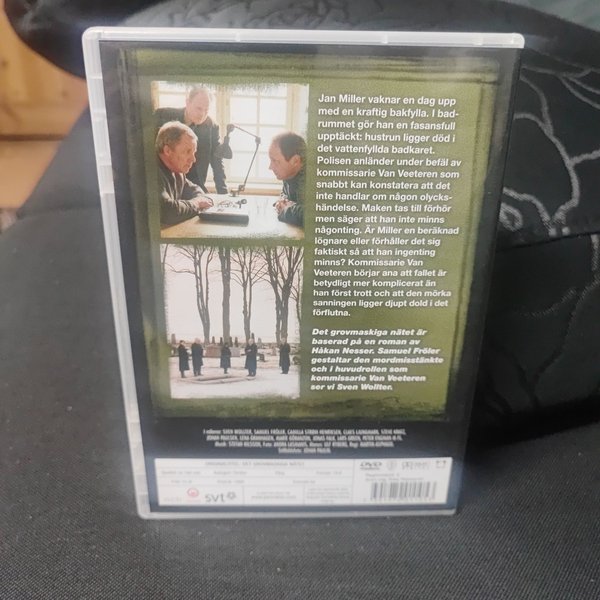 Jan Miller vaknar en dag upp
med en kraftig bakfylla. I bad-
rummet gör han en fasansfull
upptäckt: hustrun ligger död i
det vattenfyllda badkaret.
Polisen anländer under befäl av
kommissarie Van Veeteren som
snabbt kan konstatera att det
inte handlar om någon olycks-
händelse. Maken tas till förhör
men säger att han inte minns
någonting. Är Miller en beräknad
lögnare eller förhåller det sig
faktiskt så att han ingenting
minns? Kommissarie Van
Veeteren börjar ana att fallet är
betydligt mer komplicerat än
han först trott och att den mörka
sanningen ligger djupt dold i det
förflutna.
Det grovmaskiga nätet är
baserad på en roman av
Håkan Nesser. Samuel Fröler
gestaltar den mordmisstänkte
och i huvudrollen som
kommissarie Van Veeteren
ser vi Sven Wollter.
I rollerna: SVEN WOLLTER, SAMUEL FRÖLER,
DVD
svt